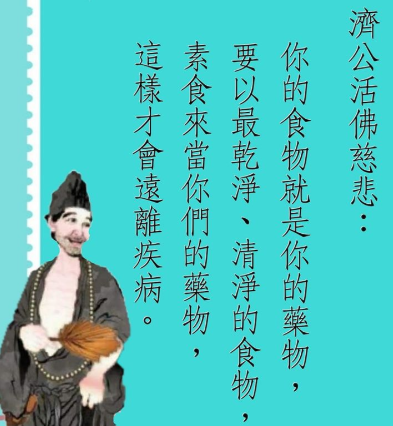 濟公活佛慈悲：
你的食物就是你的藥物，
要以最乾淨、清淨的食物，
素食來當你們的藥物，
這樣才會遠離疾病。